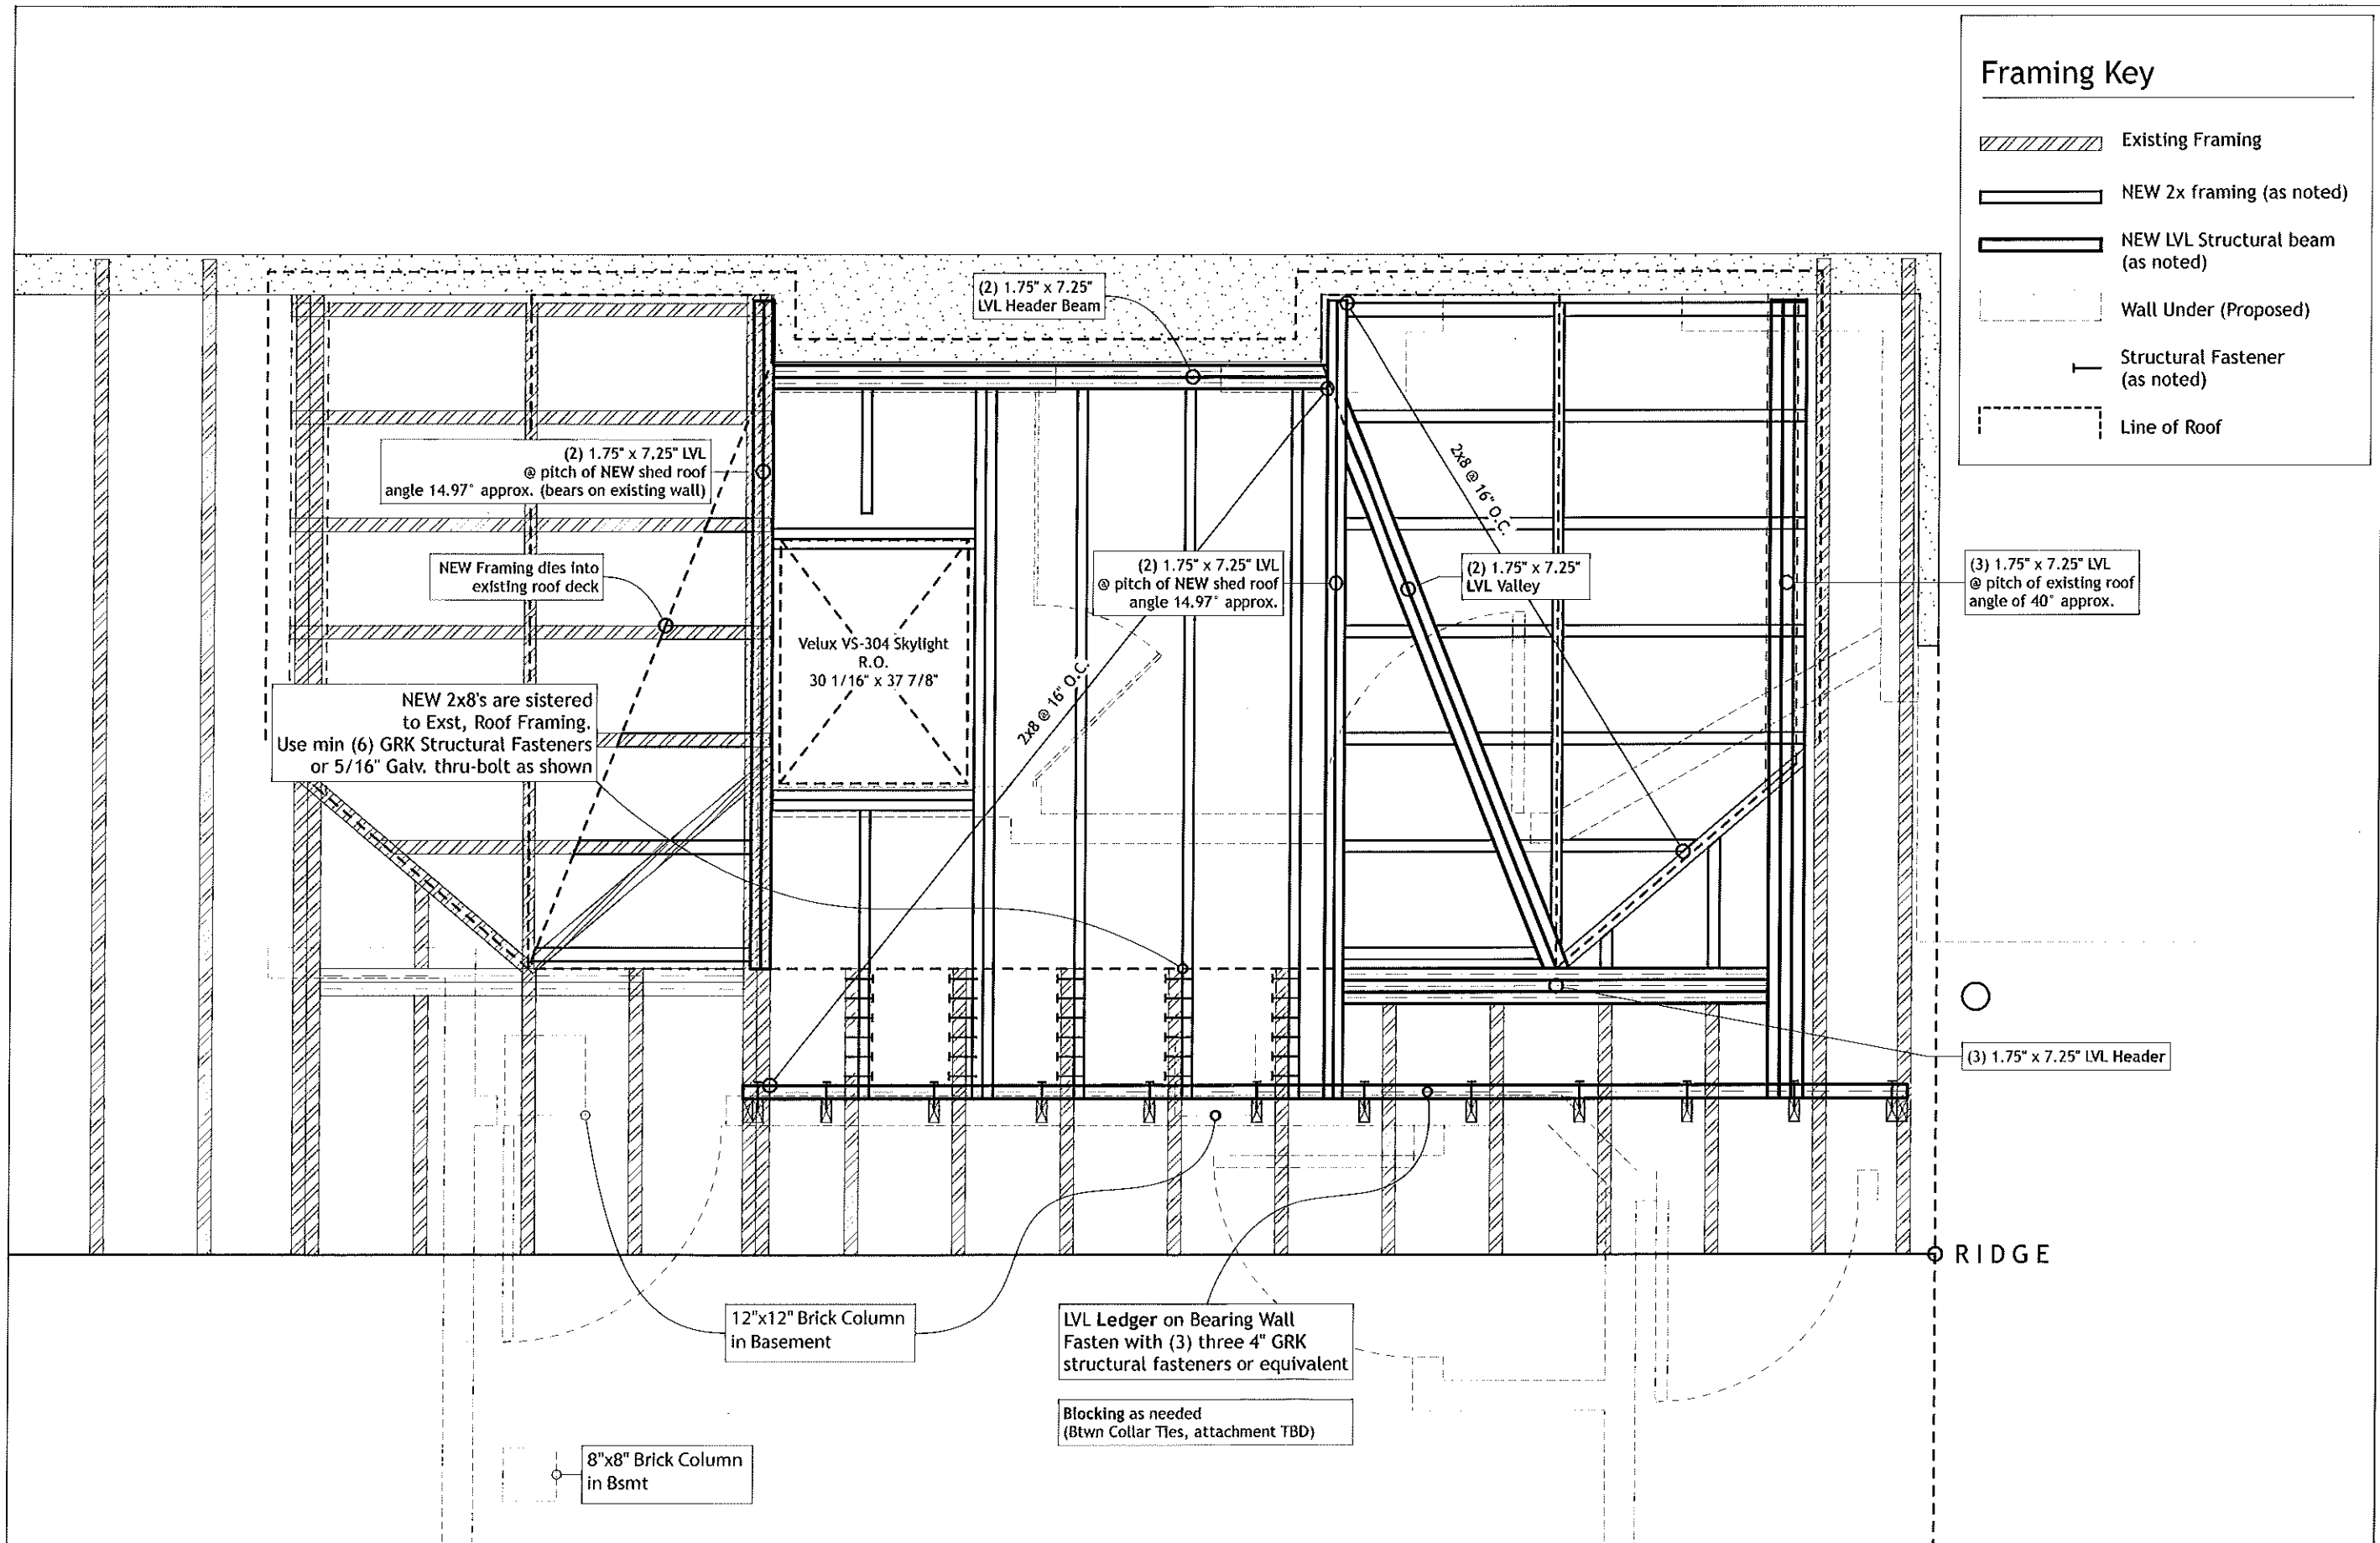 Framing Key
Existing Framing
NEW 2x framing (as noted)
NEW LVL Structural beam
(as noted)
Wall Under (Proposed)
Structural Fastener
(as noted)
Line of Roof
(2) 1.75" x 7.25"
LVL Header Beam
(2) 1.75" x 7.25" LVL
@ pitch of NEW shed roof
angle 14.97° approx. (bears on existing wall)
2x8 @ 16" O.C.
NEW Framing dies into
existing roof deck
(2) 1.75" x 7.25" LVL
@ pitch of NEW shed roof
angle 14.97° approx.
(2) 1.75" x 7.25"
LVL Valley
(3) 1.75" x 7.25" LVL
@ pitch of existing roof
angle of 40° approx.
Velux VS-304 Skylight
R.O.
30 1/16" x 37 7/8"
2x8 @ 16" O.C.
NEW 2x8's are sistered
to Exst, Roof Framing.
Use min (6) GRK Structural Fasteners
or 5/16" Galv. thru-bolt as shown
(3) 1.75" x 7.25" LVL Header
RIDGE
12"x12" Brick Column
in Basement
LVL Ledger on Bearing Wall
Fasten with (3) three 4" GRK
structural fasteners or equivalent
Blocking as needed
(Btwn Collar Ties, attachment TBD)
8"x8" Brick Column
in Bsmt